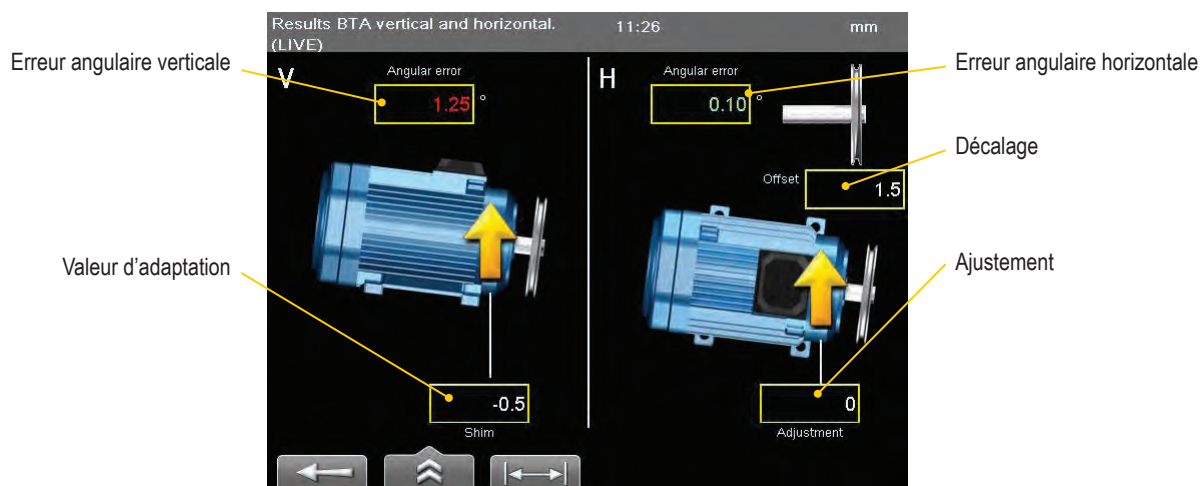 Results BTA vertical and horizontal.
(LIVE)
11:26
mm
Erreur angulaire verticale
V
Angular error
1.25 °
H
Angular error
0.10 °
Erreur angulaire horizontale
Décalage
Offset
1.5
Valeur d’adaptation
Ajustement
-0.5
Shim
0
Adjustment